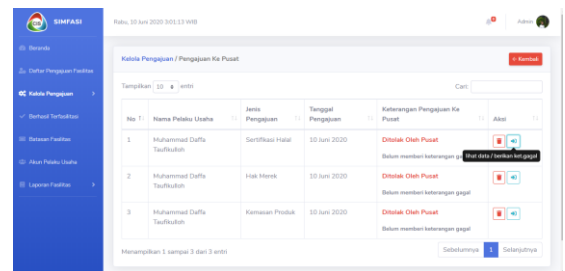 SIMFASI
Rabu, 10 Jun 2020 3:01:13 WIB
Admin
Beranda
Daftar Pengajuan Fasilitas
Kelola Pengajuan
Berhasil Terfasilitasi
Batasan Fasilitas
Akun Pelaku Usaha
Laporan Fasilitas
Kelola Pengajuan / Pengajuan Ke Pusat
Kembali
Tampilkan 10 entri
Cari:
No Nama Pelaku Usaha Jenis Pengajuan Tanggal Pengajuan Keterangan Pengajuan Ke Pusat Aksi
1 Muhammad Daffa Taufikulloh Sertifikasi Halal 10 Juni 2020 Ditolak Oleh Pusat
Belum memberi keterangan ga
lihat data / berikan ket.gagal
2 Muhammad Daffa Taufikulloh Hak Merek 10 Juni 2020 Ditolak Oleh Pusat
Belum memberi keterangan gagal
3 Muhammad Daffa Taufikulloh Kemasan Produk 10 Juni 2020 Ditolak Oleh Pusat
Belum memberi keterangan gagal
Menampilkan 1 sampai 3 dari 3 entri
Sebelumnya 1 Selanjutnya